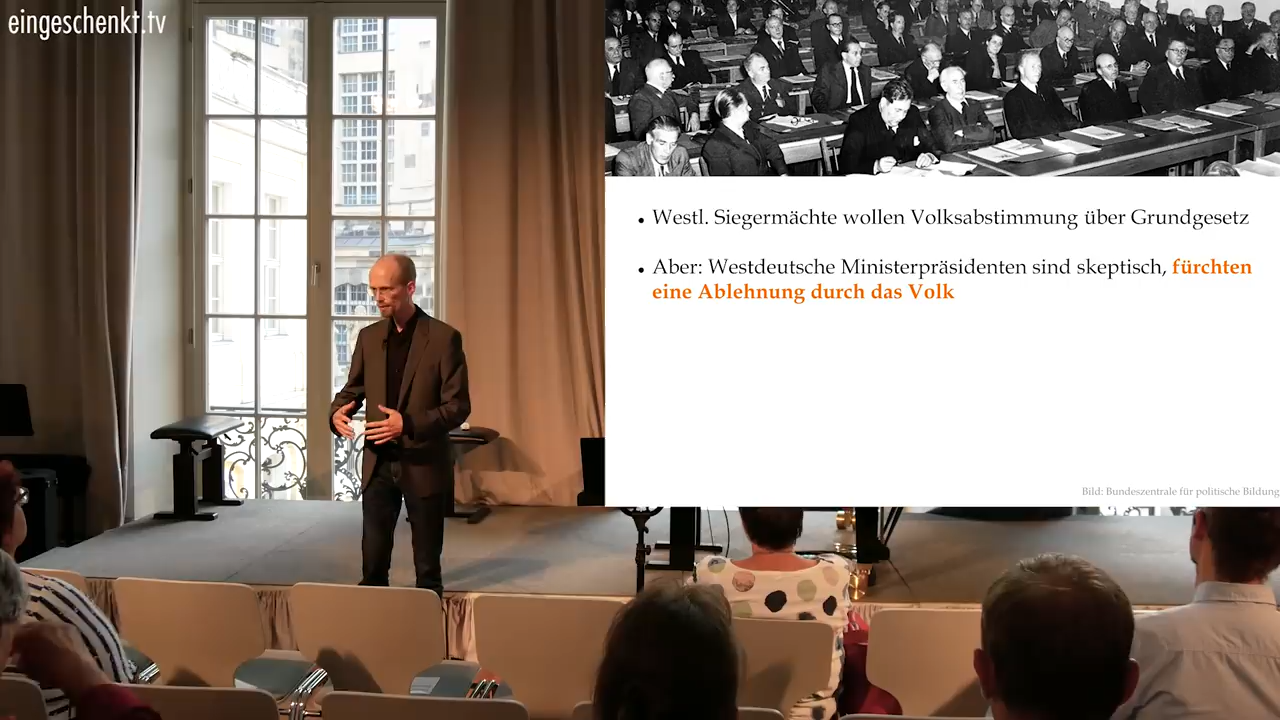 eingeschenkt.tv
• Westl. Siegermächte wollen Volksabstimmung über Grundgesetz
• Aber: Westdeutsche Ministerpräsidenten sind skeptisch, fürchten
eine Ablehnung durch das Volk
Bild: Bundeszentrale für politische Bildung